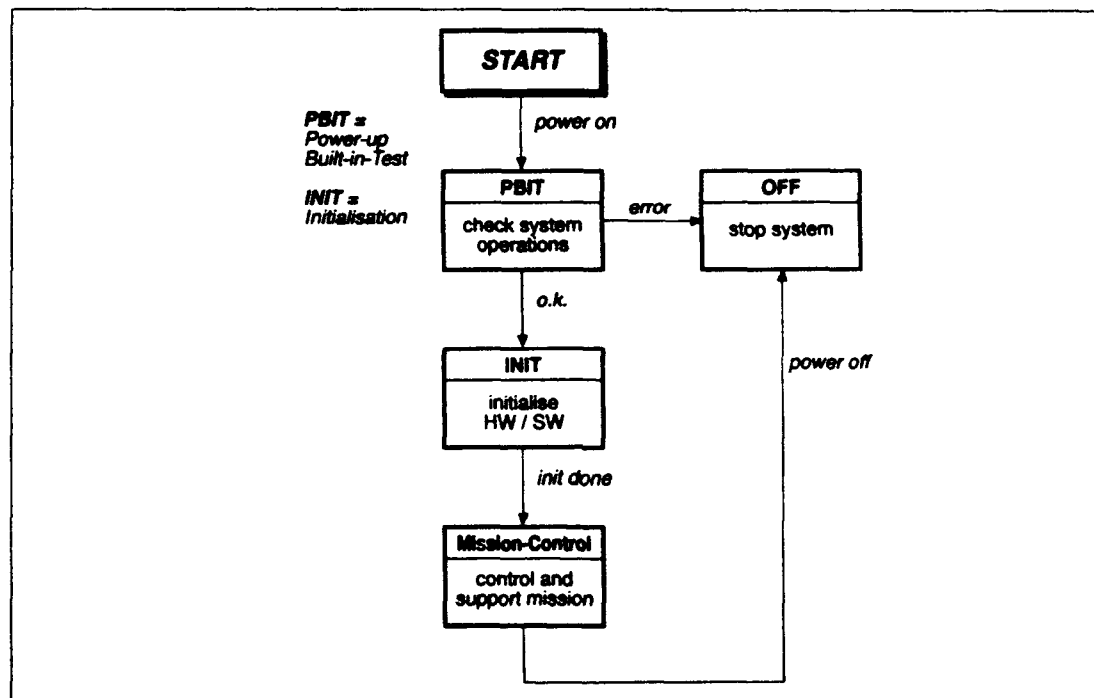 START
power on
PBIT =
Power-up
Built-in-Test
INIT =
Initialisation
PBIT
check system
operations
error
OFF
stop system
o.k.
INIT
initialise
HW / SW
power off
init done
Mission-Control
control and
support mission